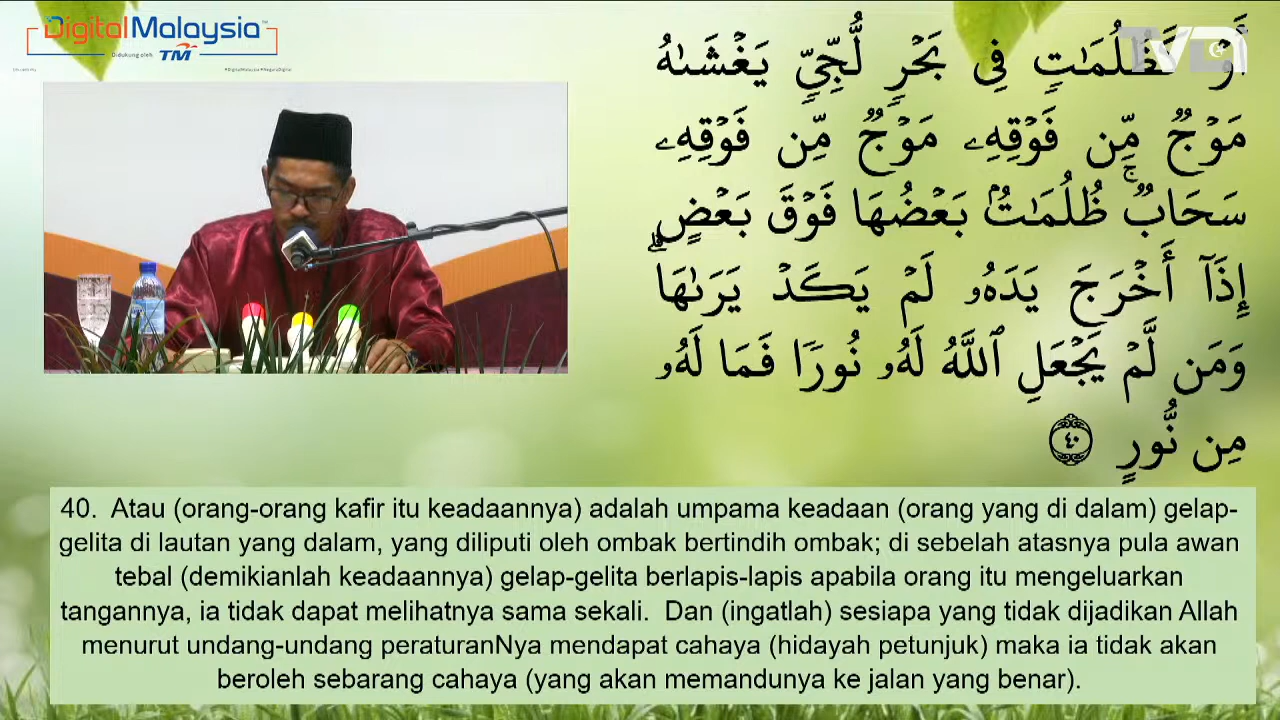 DigitalMalaysia
Didukung oleh TM
#DigitalMalaysia #NegaraDigital
أَوۡ كَظُلُمَٰتٖ فِي بَحۡرٖ لُّجِّيّٖ يَغۡشَىٰهُ
مَوۡجٞ مِّن فَوۡقِهِۦ مَوۡجٞ مِّن فَوۡقِهِۦ
سَحَابٞۚ ظُلُمَٰتُۢ بَعۡضُهَا فَوۡقَ بَعۡضٍ
إِذَآ أَخۡرَجَ يَدَهُۥ لَمۡ يَكَدۡ يَرَىٰهَاۗ
وَمَن لَّمۡ يَجۡعَلِ ٱللَّهُ لَهُۥ نُورٗا فَمَا لَهُۥ
مِن نُّورٍ ٤٠
40. Atau (orang-orang kafir itu keadaannya) adalah umpama keadaan (orang yang di dalam) gelap-
gelita di lautan yang dalam, yang diliputi oleh ombak bertindih ombak; di sebelah atasnya pula awan
tebal (demikianlah keadaannya) gelap-gelita berlapis-lapis apabila orang itu mengeluarkan
tangannya, ia tidak dapat melihatnya sama sekali. Dan (ingatlah) sesiapa yang tidak dijadikan Allah
menurut undang-undang peraturanNya mendapat cahaya (hidayah petunjuk) maka ia tidak akan
beroleh sebarang cahaya (yang akan memandunya ke jalan yang benar).